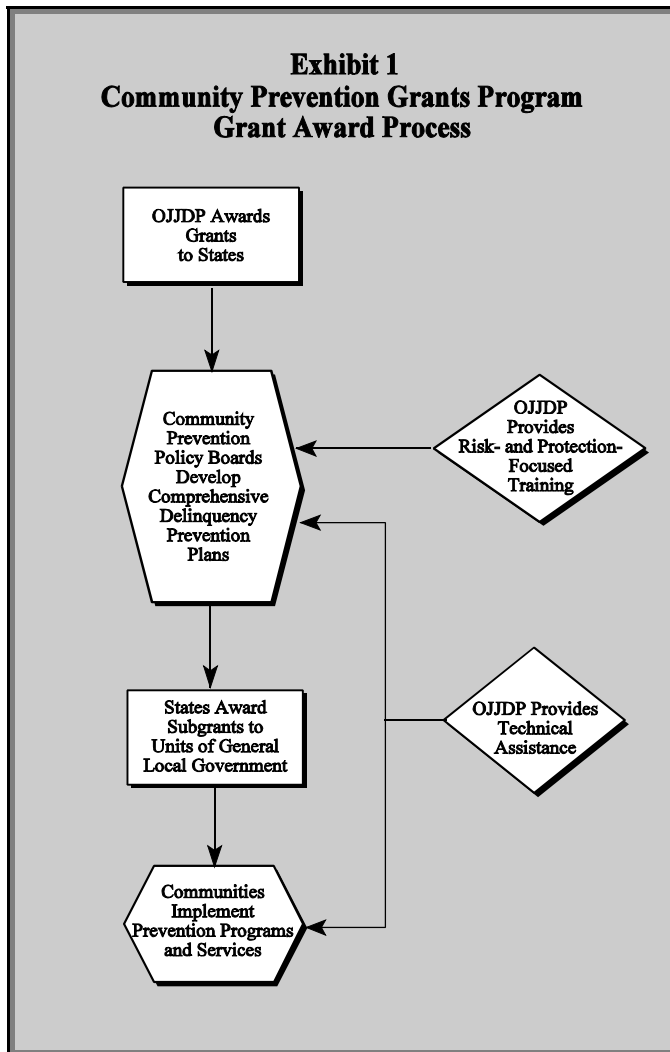 Exhibit 1
Community Prevention Grants Program
Grant Award Process
OJJDP Awards
Grants
to States
Community
Prevention
Policy Boards
Develop
Comprehensive
Delinquency
Prevention
Plans
OJJDP
Provides
Risk- and Protection-
Focused
Training
States Award
Subgrants to
Units of General
Local Government
OJJDP Provides
Technical
Assistance
Communities
Implement
Prevention Programs
and Services